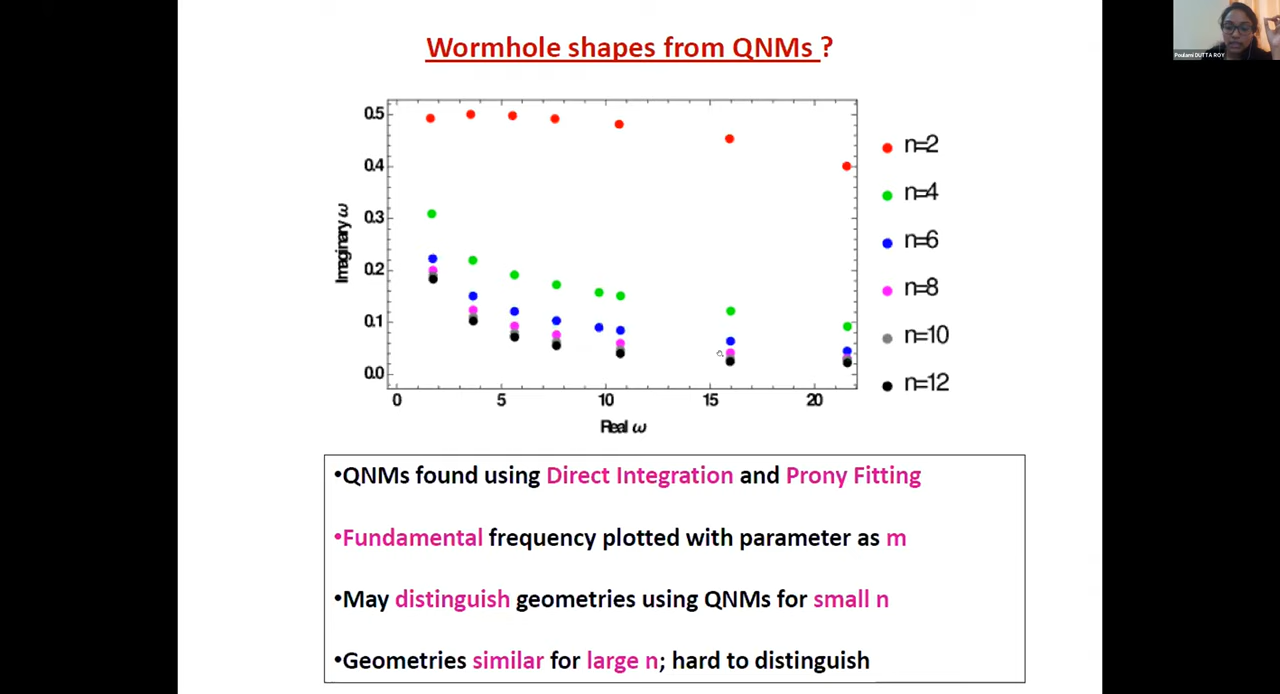 Wormhole shapes from QNMs ?
Poulami DUTTA ROY
0.5
0.4
0.3
0.2
0.1
0.0
Imaginary ω
0 5 10 15 20
Real ω
n=2
n=4
n=6
n=8
n=10
n=12
•QNMs found using Direct Integration and Prony Fitting
•Fundamental frequency plotted with parameter as m
•May distinguish geometries using QNMs for small n
•Geometries similar for large n; hard to distinguish